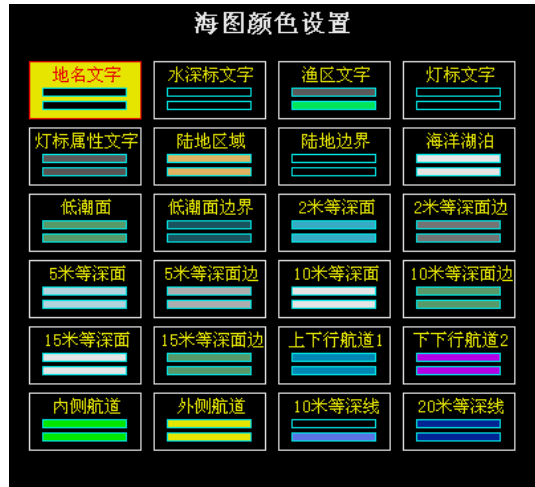 海图颜色设置
地名文字 水深标文字 渔区文字 灯标文字
灯标属性文字 陆地区域 陆地边界 海洋湖泊
低潮面 低潮面边界 2米等深面 2米等深面边
5米等深面 5米等深面边 10米等深面 10米等深面边
15米等深面 15米等深面边 上下行航道1 下下行航道2
内侧航道 外侧航道 10米等深线 20米等深线